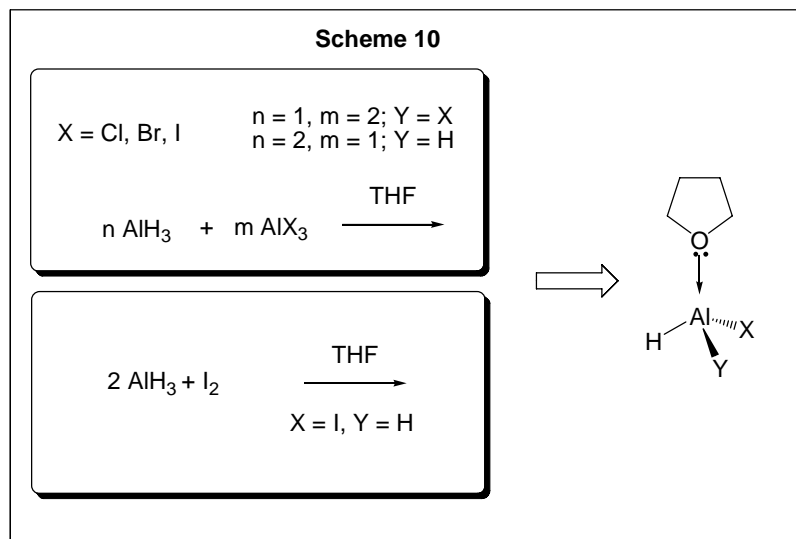 Scheme 10
X = Cl, Br, I
n = 1, m = 2; Y = X
n = 2, m = 1; Y = H
THF
n AlH₃ + m AlX₃
THF
2 AlH₃ + I₂
X = I, Y = H
O
Al
H
X
Y